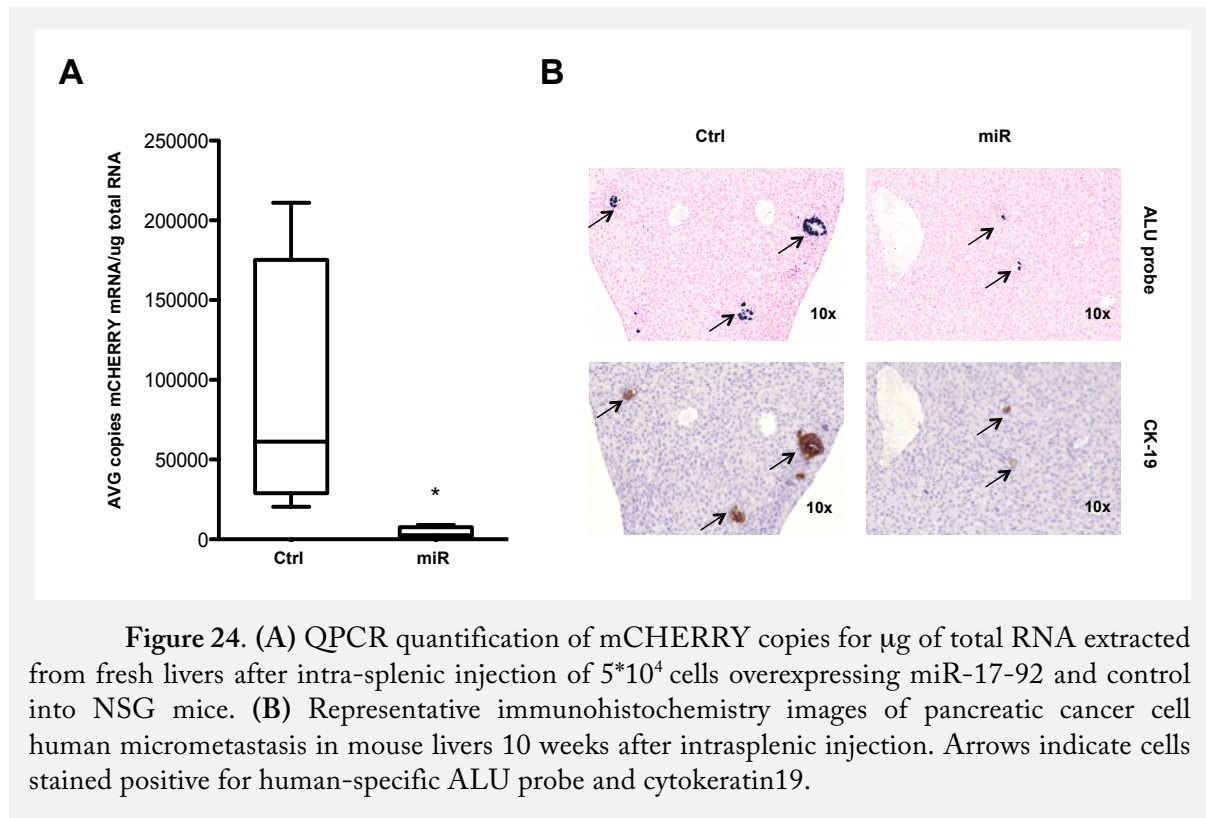 A
B
AVG copies mCHERRY mRNA/ug total RNA
250000
200000
150000
100000
50000
0
*
Ctrl
miR
Ctrl
miR
10x
10x
ALU probe
10x
10x
CK-19
Figure 24. (A) QPCR quantification of mCHERRY copies for μg of total RNA extracted
from fresh livers after intra-splenic injection of 5*10⁴ cells overexpressing miR-17-92 and control
into NSG mice. (B) Representative immunohistochemistry images of pancreatic cancer cell
human micrometastasis in mouse livers 10 weeks after intrasplenic injection. Arrows indicate cells
stained positive for human-specific ALU probe and cytokeratin19.